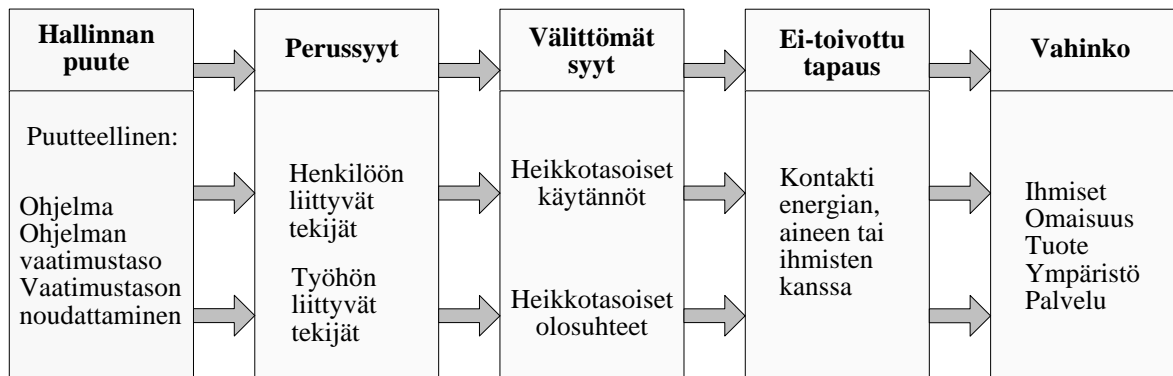 Hallinnan
puute
Puutteellinen:
Ohjelma
Ohjelman
vaatimustaso
Vaatimustason
noudattaminen
Perussyyt
Henkilöön
liittyvät
tekijät
Työhön
liittyvät
tekijät
Välittömät
syyt
Heikkotasoiset
käytännöt
Heikkotasoiset
olosuhteet
Ei-toivottu
tapaus
Kontakti
energian,
aineen tai
ihmisten
kanssa
Vahinko
Ihmiset
Omaisuus
Tuote
Ympäristö
Palvelu